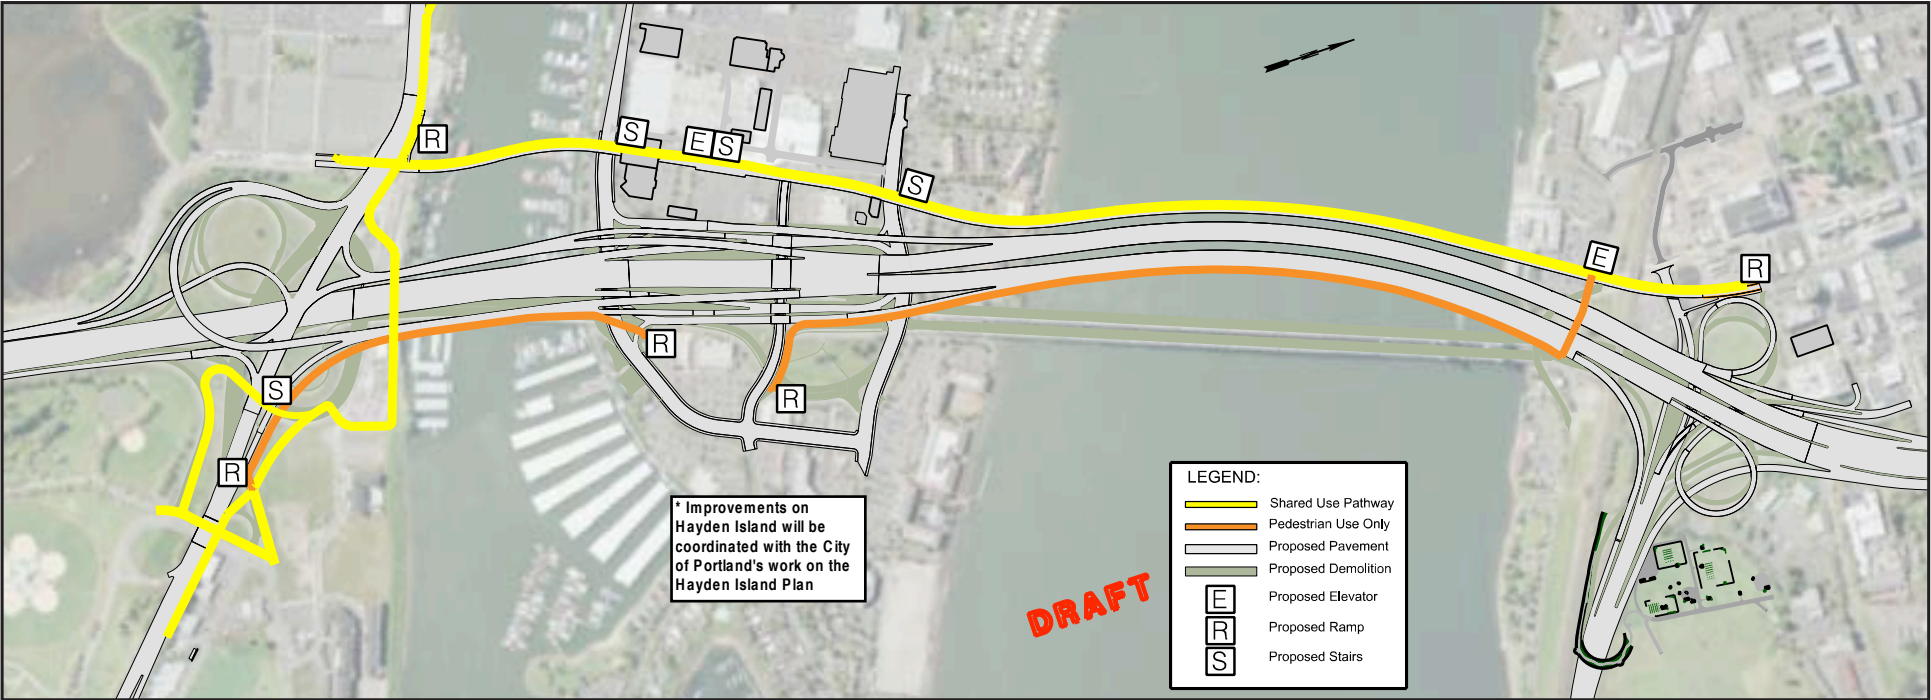 R
S
E S
S
E
R
R
S
R
R
* Improvements on
Hayden Island will be
coordinated with the City
of Portland's work on the
Hayden Island Plan
DRAFT
LEGEND:
Shared Use Pathway
Pedestrian Use Only
Proposed Pavement
Proposed Demolition
E Proposed Elevator
R Proposed Ramp
S Proposed Stairs